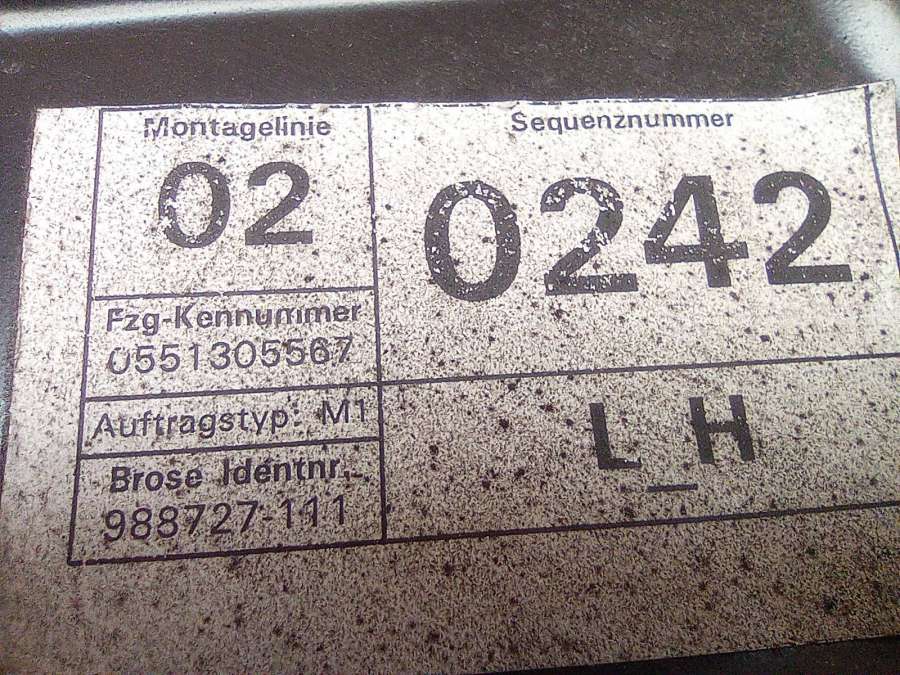 Montagelinie
02
Sequenznummer
0242
Fzg-Kennummer
0551305567
Auftragstyp: M1
Brose Identnr.
988727-111
L_H